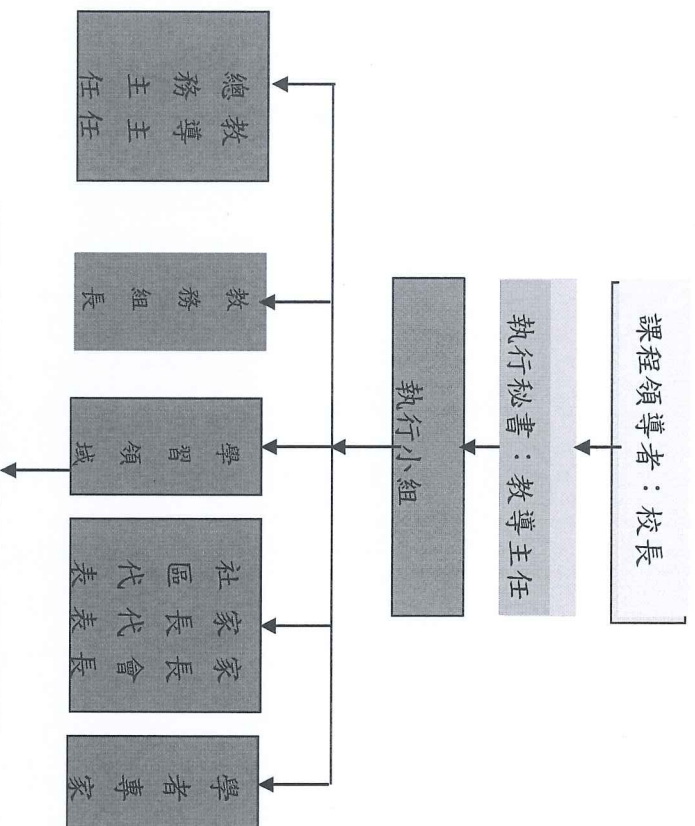 課程領導者：校長
執行秘書：教導主任
執行小組
教導主任
總務主任
教務組長
學習領域
家長會長
家長代表
社區代表
學者專家